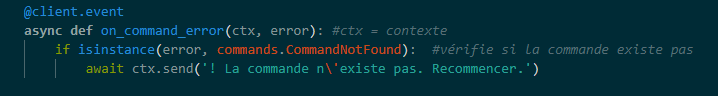 @client.event
async def on_command_error(ctx, error): #ctx = contexte
if isinstance(error, commands.CommandNotFound): #vérifie si la commande existe pas
await ctx.send('! La commande n\'existe pas. Recommencer.')